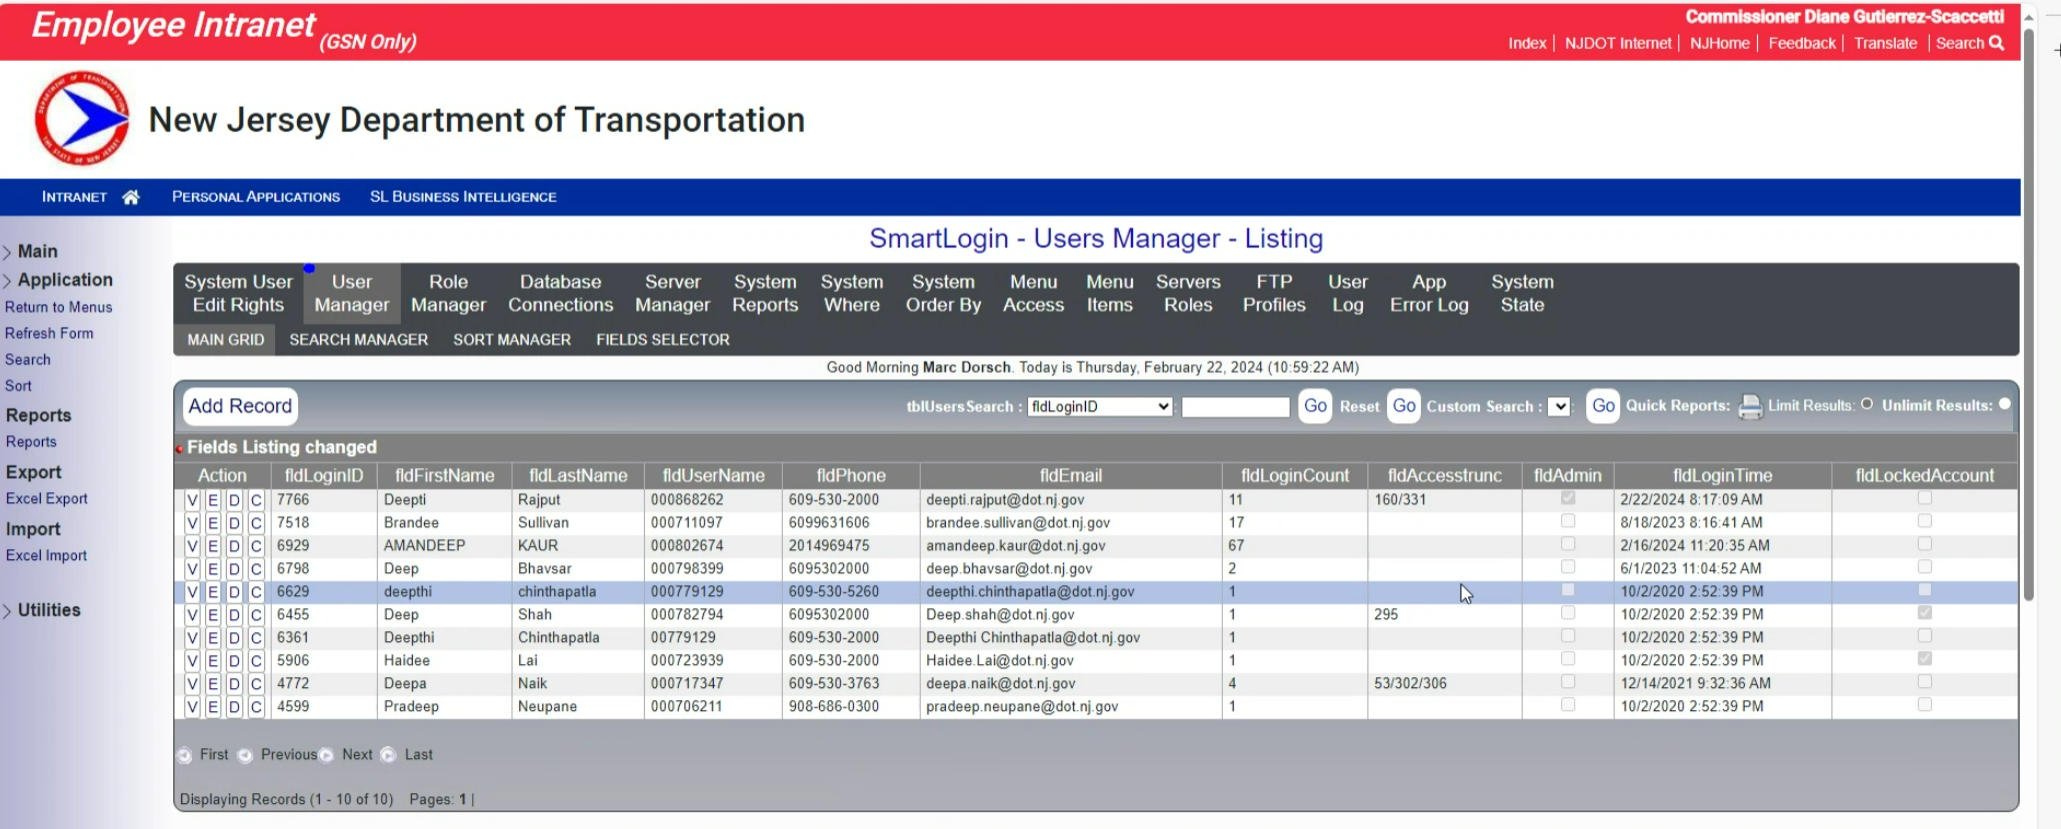 Employee Intranet (GSN Only)
Commissioner Diane Gutierrez-Scaccetti
Index | NJDOT Internet | NJHome | Feedback | Translate | Search
New Jersey Department of Transportation
INTRANET PERSONAL APPLICATIONS SL BUSINESS INTELLIGENCE
Main
Application
Return to Menus
Refresh Form
Search
Sort
Reports
Reports
Export
Excel Export
Import
Excel Import
Utilities
SmartLogin - Users Manager - Listing
System User Edit Rights User Manager Role Manager Database Connections Server Manager System Reports System Where System Order By Menu Access Menu Items Servers Roles FTP Profiles User Log App Error Log System State
MAIN GRID SEARCH MANAGER SORT MANAGER FIELDS SELECTOR
Good Morning Marc Dorsch. Today is Thursday, February 22, 2024 (10:59:22 AM)
Add Record tblUsersSearch : fldLoginID : Go Reset Go Custom Search : Go Quick Reports: Limit Results: Unlimit Results:
Fields Listing changed
Action fldLoginID fldFirstName fldLastName fldUserName fldPhone fldEmail fldLoginCount fldAccesstrunc fldAdmin fldLoginTime fldLockedAccount
V E D C 7766 Deepti Rajput 000868262 609-530-2000 deepti.rajput@dot.nj.gov 11 160/331 2/22/2024 8:17:09 AM
V E D C 7518 Brandee Sullivan 000711097 6099631606 brandee.sullivan@dot.nj.gov 17 8/18/2023 8:16:41 AM
V E D C 6929 AMANDEEP KAUR 000802674 2014969475 amandeep.kaur@dot.nj.gov 67 2/16/2024 11:20:35 AM
V E D C 6798 Deep Bhavsar 000798399 6095302000 deep.bhavsar@dot.nj.gov 2 6/1/2023 11:04:52 AM
V E D C 6629 deepthi chinthapatla 000779129 609-530-5260 deepthi.chinthapatla@dot.nj.gov 1 10/2/2020 2:52:39 PM
V E D C 6455 Deep Shah 000782794 6095302000 Deep.shah@dot.nj.gov 1 295 10/2/2020 2:52:39 PM
V E D C 6361 Deepthi Chinthapatla 00779129 609-530-2000 Deepthi Chinthapatla@dot.nj.gov 1 10/2/2020 2:52:39 PM
V E D C 5906 Haidee Lai 000723939 609-530-2000 Haidee.Lai@dot.nj.gov 1 10/2/2020 2:52:39 PM
V E D C 4772 Deepa Naik 000717347 609-530-3763 deepa.naik@dot.nj.gov 4 53/302/306 12/14/2021 9:32:36 AM
V E D C 4599 Pradeep Neupane 000706211 908-686-0300 pradeep.neupane@dot.nj.gov 1 10/2/2020 2:52:39 PM
First Previous Next Last
Displaying Records (1 - 10 of 10) Pages: 1 |